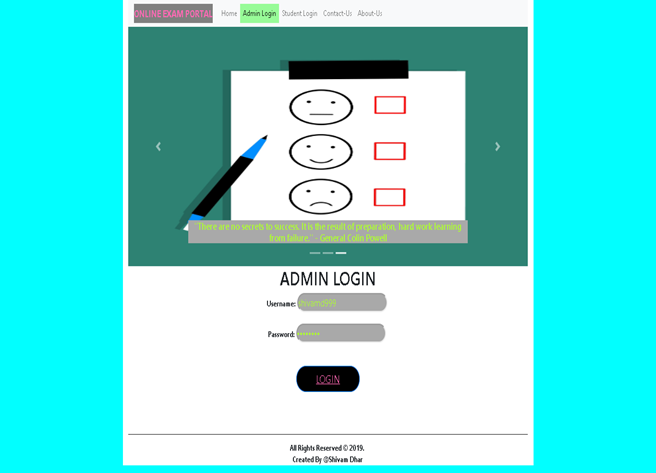 ONLINE EXAM PORTAL Home Admin Login Student Login Contact-Us About-Us
"There are no secrets to success. It is the result of preparation, hard work learning
from failure." - General Colin Powell
ADMIN LOGIN
Username: shivamd999
Password:
LOGIN
All Rights Reserved © 2019.
Created By @Shivam Dhar